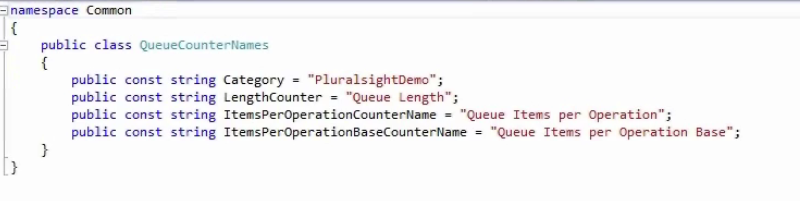 namespace Common
{
public class QueueCounterNames
{
public const string Category = "PluralsightDemo";
public const string LengthCounter = "Queue Length";
public const string ItemsPerOperationCounterName = "Queue Items per Operation";
public const string ItemsPerOperationBaseCounterName = "Queue Items per Operation Base";
}
}